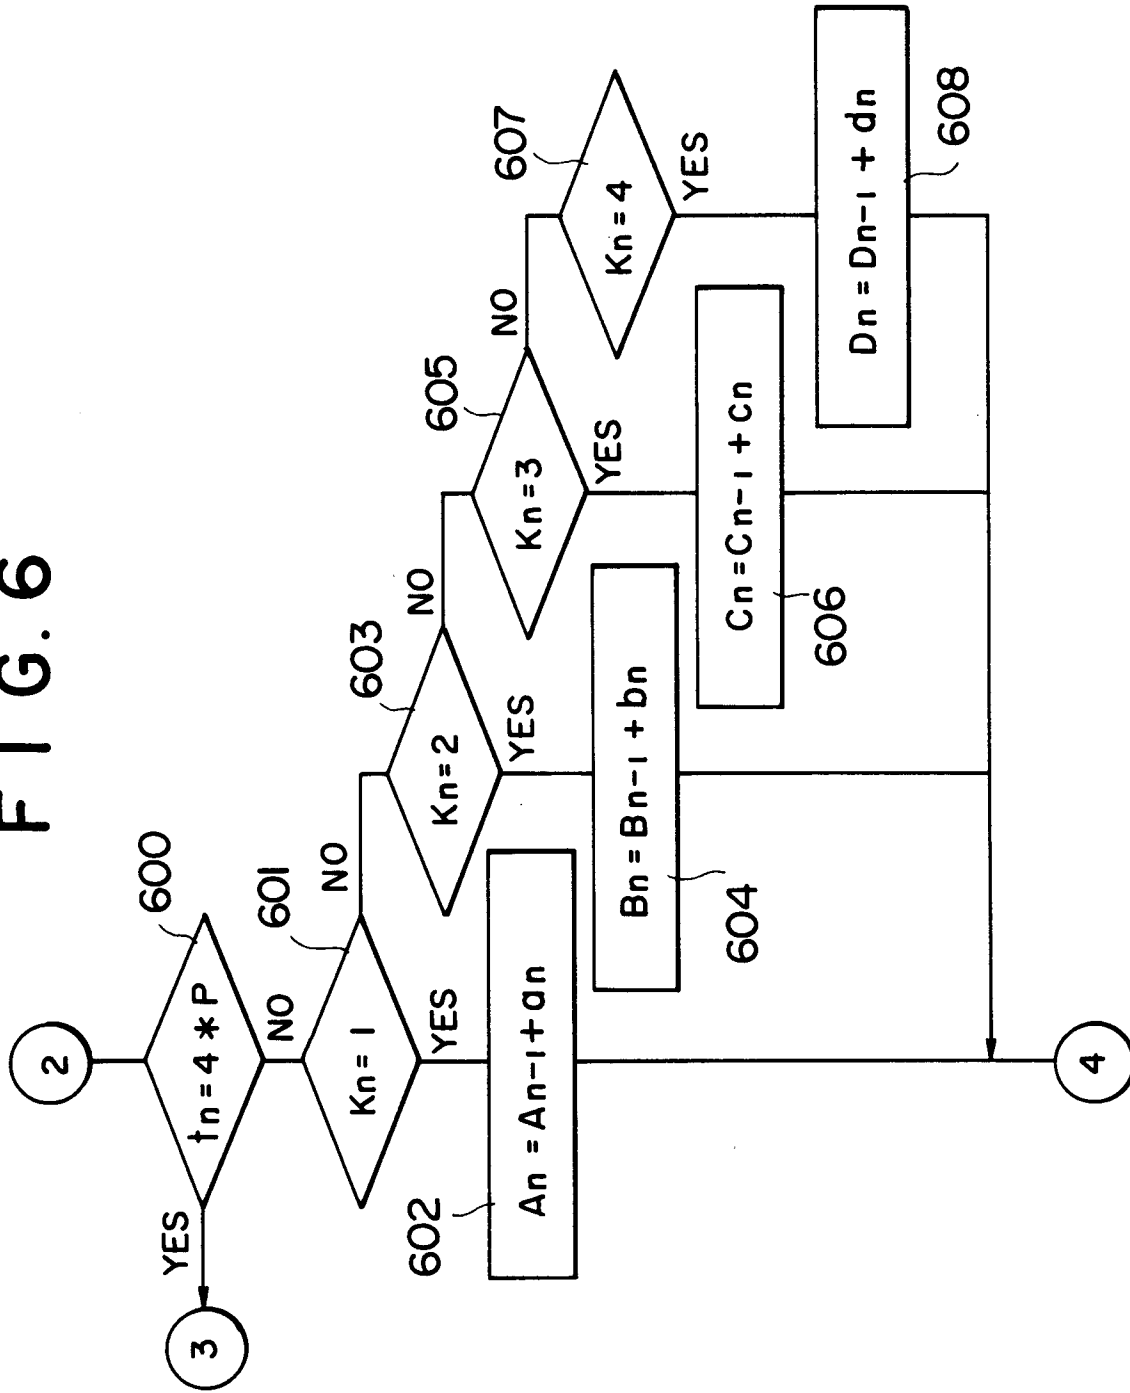 FIG. 6
2
600
tn = 4 * P
YES
3
NO
601
Kn = 1
NO
YES
602
An = An-1 + an
603
Kn = 2
NO
YES
604
Bn = Bn-1 + bn
605
Kn = 3
NO
YES
606
Cn = Cn-1 + Cn
607
Kn = 4
YES
608
Dn = Dn-1 + dn
4